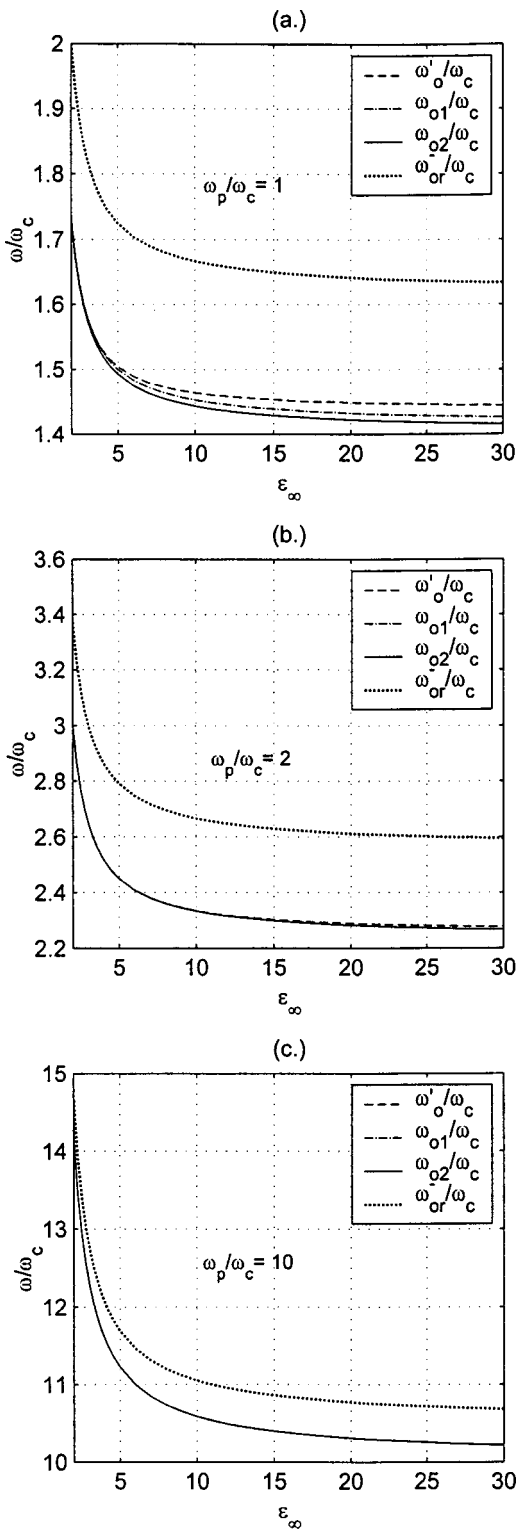 (a.)
2
1.9
1.8
1.7
1.6
1.5
1.4
ω/ω_c
ω'_o/ω_c
ω_o1/ω_c
ω_o2/ω_c
ω^-_or/ω_c
ω_p/ω_c = 1
5 10 15 20 25 30
ε_∞
(b.)
3.6
3.4
3.2
3
2.8
2.6
2.4
2.2
ω/ω_c
ω'_o/ω_c
ω_o1/ω_c
ω_o2/ω_c
ω^-_or/ω_c
ω_p/ω_c = 2
5 10 15 20 25 30
ε_∞
(c.)
15
14
13
12
11
10
ω/ω_c
ω'_o/ω_c
ω_o1/ω_c
ω_o2/ω_c
ω^-_or/ω_c
ω_p/ω_c = 10
5 10 15 20 25 30
ε_∞